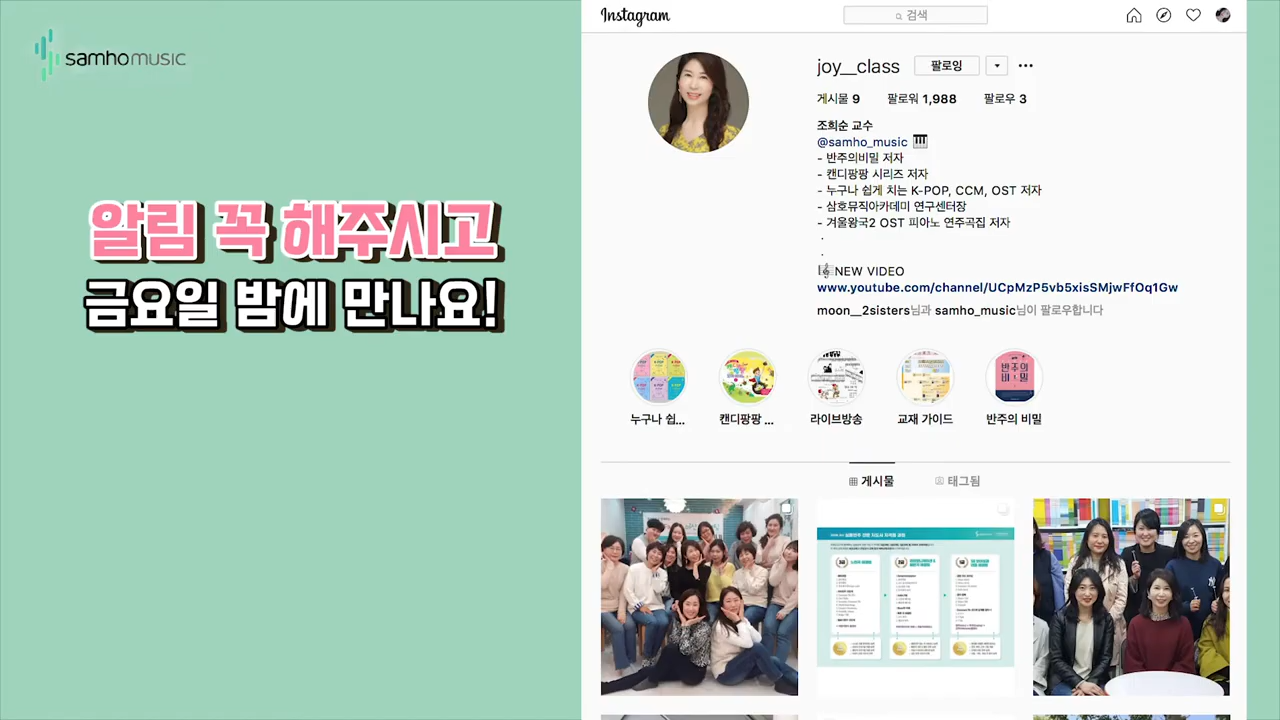 samhomusic
알림 꼭 해주시고
금요일 밤에 만나요!
Instagram
검색
joy__class 팔로잉
게시물 9 팔로워 1,988 팔로우 3
조희순 교수
@samho_music
- 반주의비밀 저자
- 캔디팡팡 시리즈 저자
- 누구나 쉽게 치는 K-POP, CCM, OST 저자
- 삼호뮤직아카데미 연구센터장
- 겨울왕국2 OST 피아노 연주곡집 저자
.
.
NEW VIDEO
www.youtube.com/channel/UCpMzP5vb5xisSMjwFfOq1Gw
moon__2sisters님과 samho_music님이 팔로우합니다
반주의
비밀
누구나 쉽... 캔디팡팡 ... 라이브방송 교재 가이드 반주의 비밀
게시물 태그됨